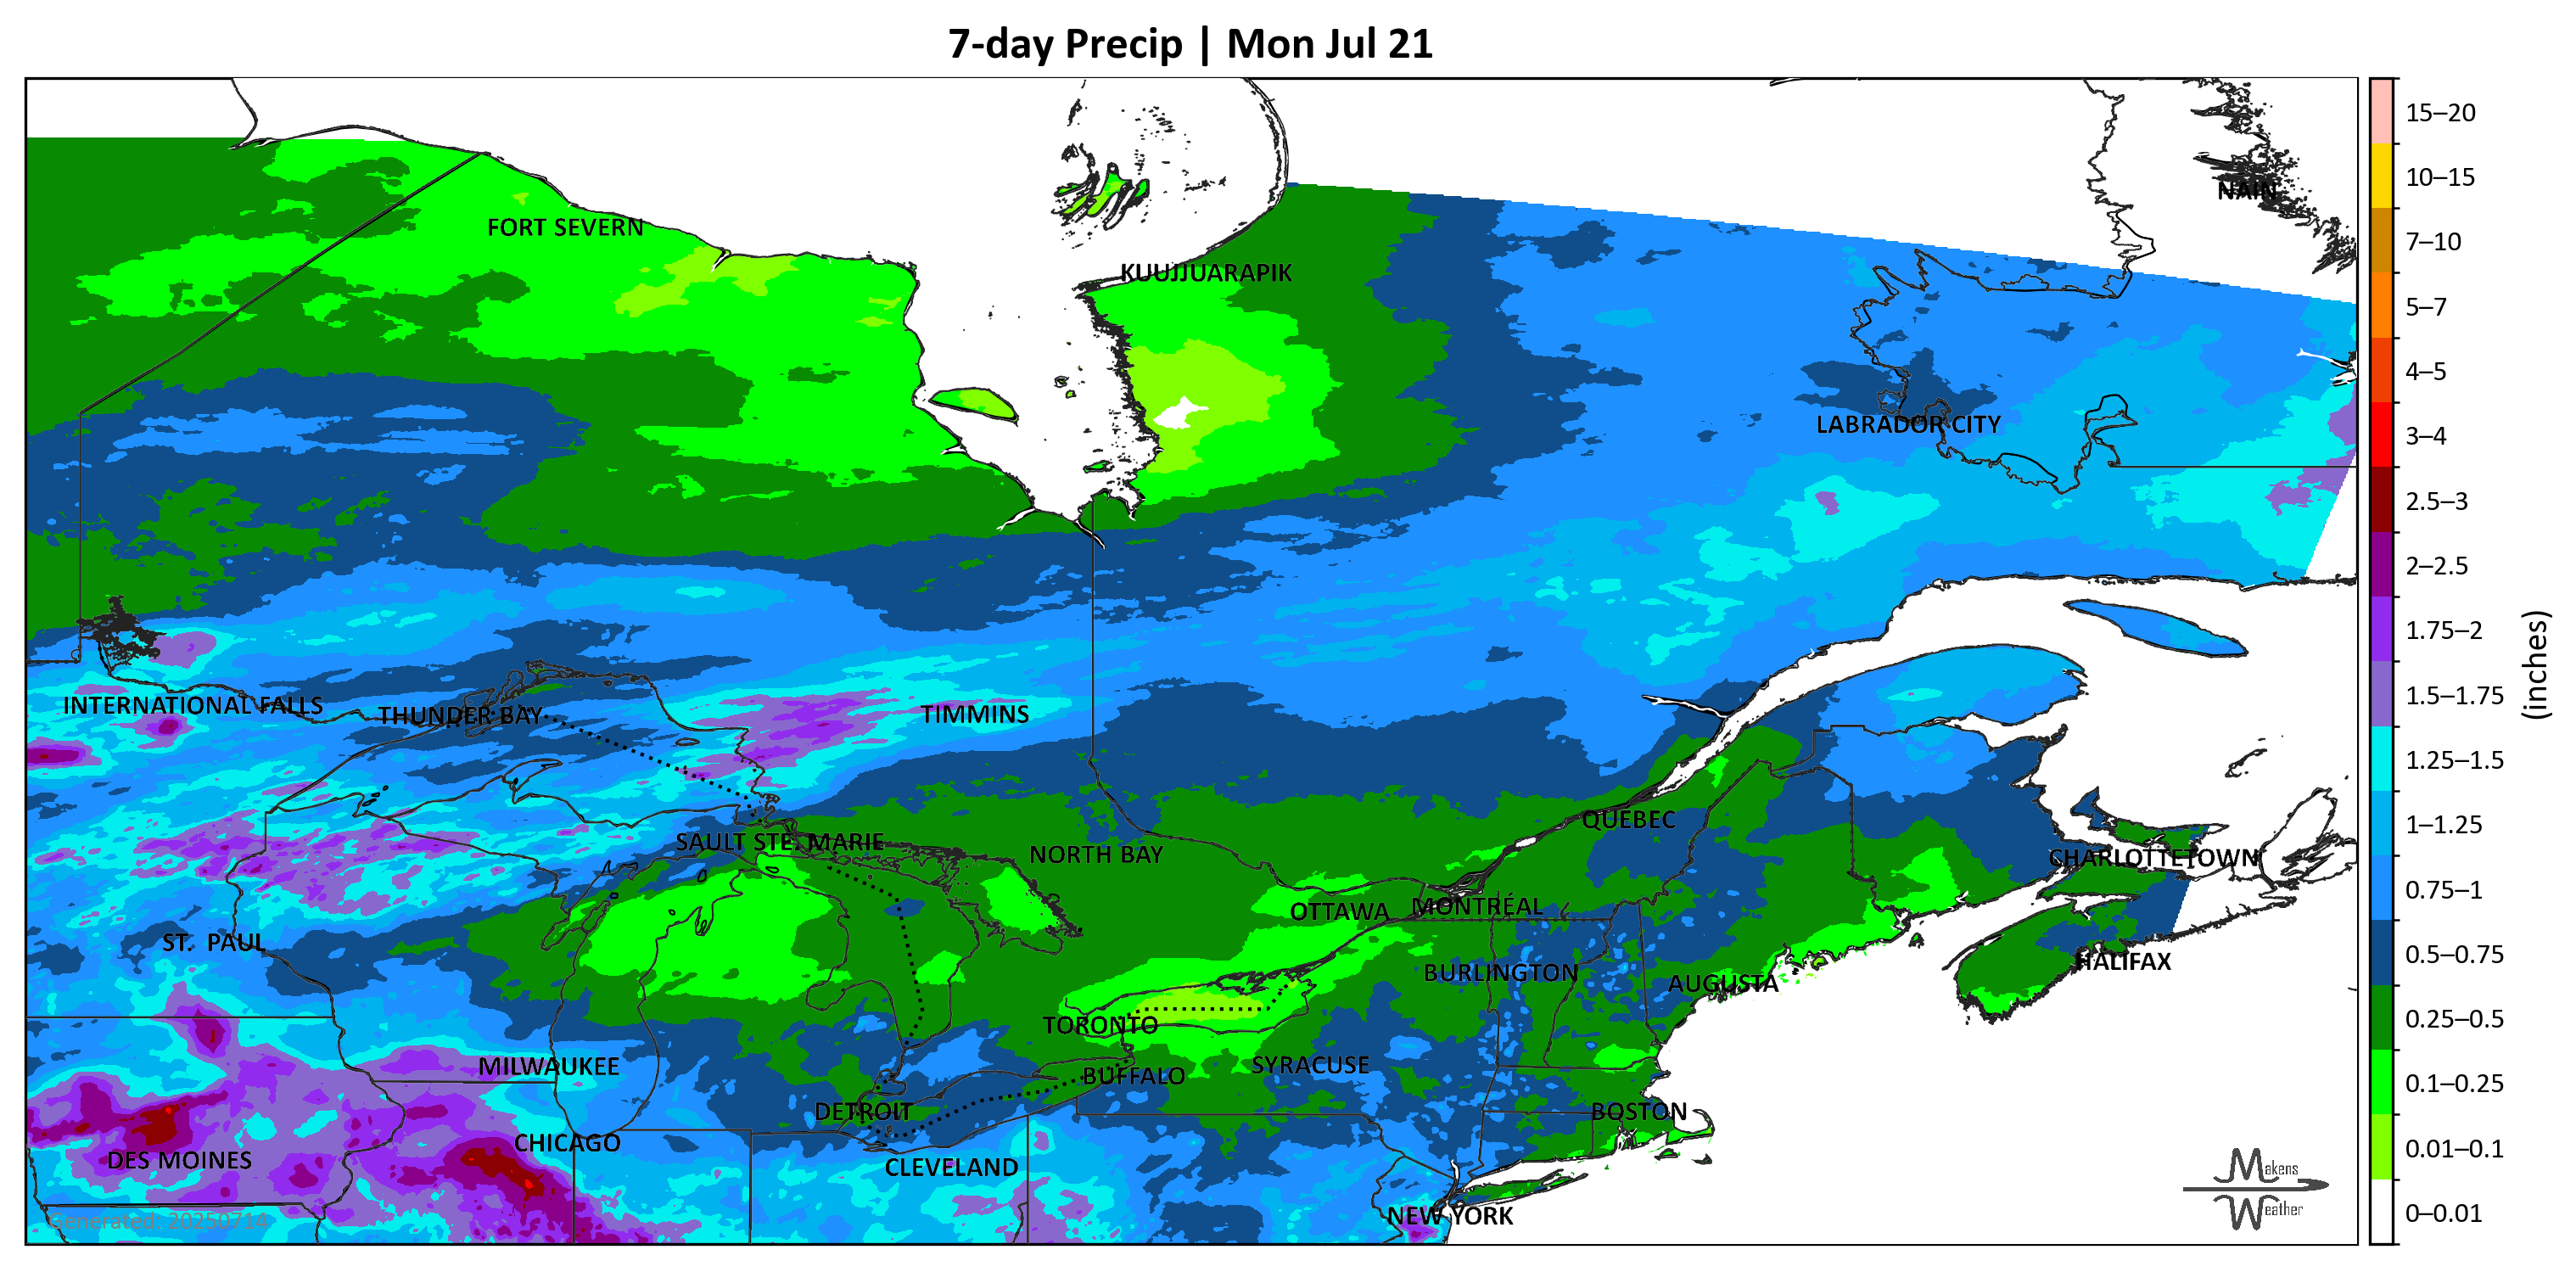 7-day Precip | Mon Jul 21
NAIN
FORT SEVERN
KUUJJUARAPIK
LABRADOR CITY
INTERNATIONAL FALLS
THUNDER BAY
TIMMINS
QUÉBEC
SAULT STE. MARIE
NORTH BAY
CHARLOTTETOWN
OTTAWA
MONTRÉAL
ST. PAUL
HALIFAX
BURLINGTON
AUGUSTA
TORONTO
MILWAUKEE
SYRACUSE
BUFFALO
DETROIT
BOSTON
CHICAGO
DES MOINES
CLEVELAND
NEW YORK
Generated: 20250714
Makens
Weather
15–20
10–15
7–10
5–7
4–5
3–4
2.5–3
2–2.5
1.75–2
1.5–1.75
1.25–1.5
1–1.25
0.75–1
0.5–0.75
0.25–0.5
0.1–0.25
0.01–0.1
0–0.01
(inches)